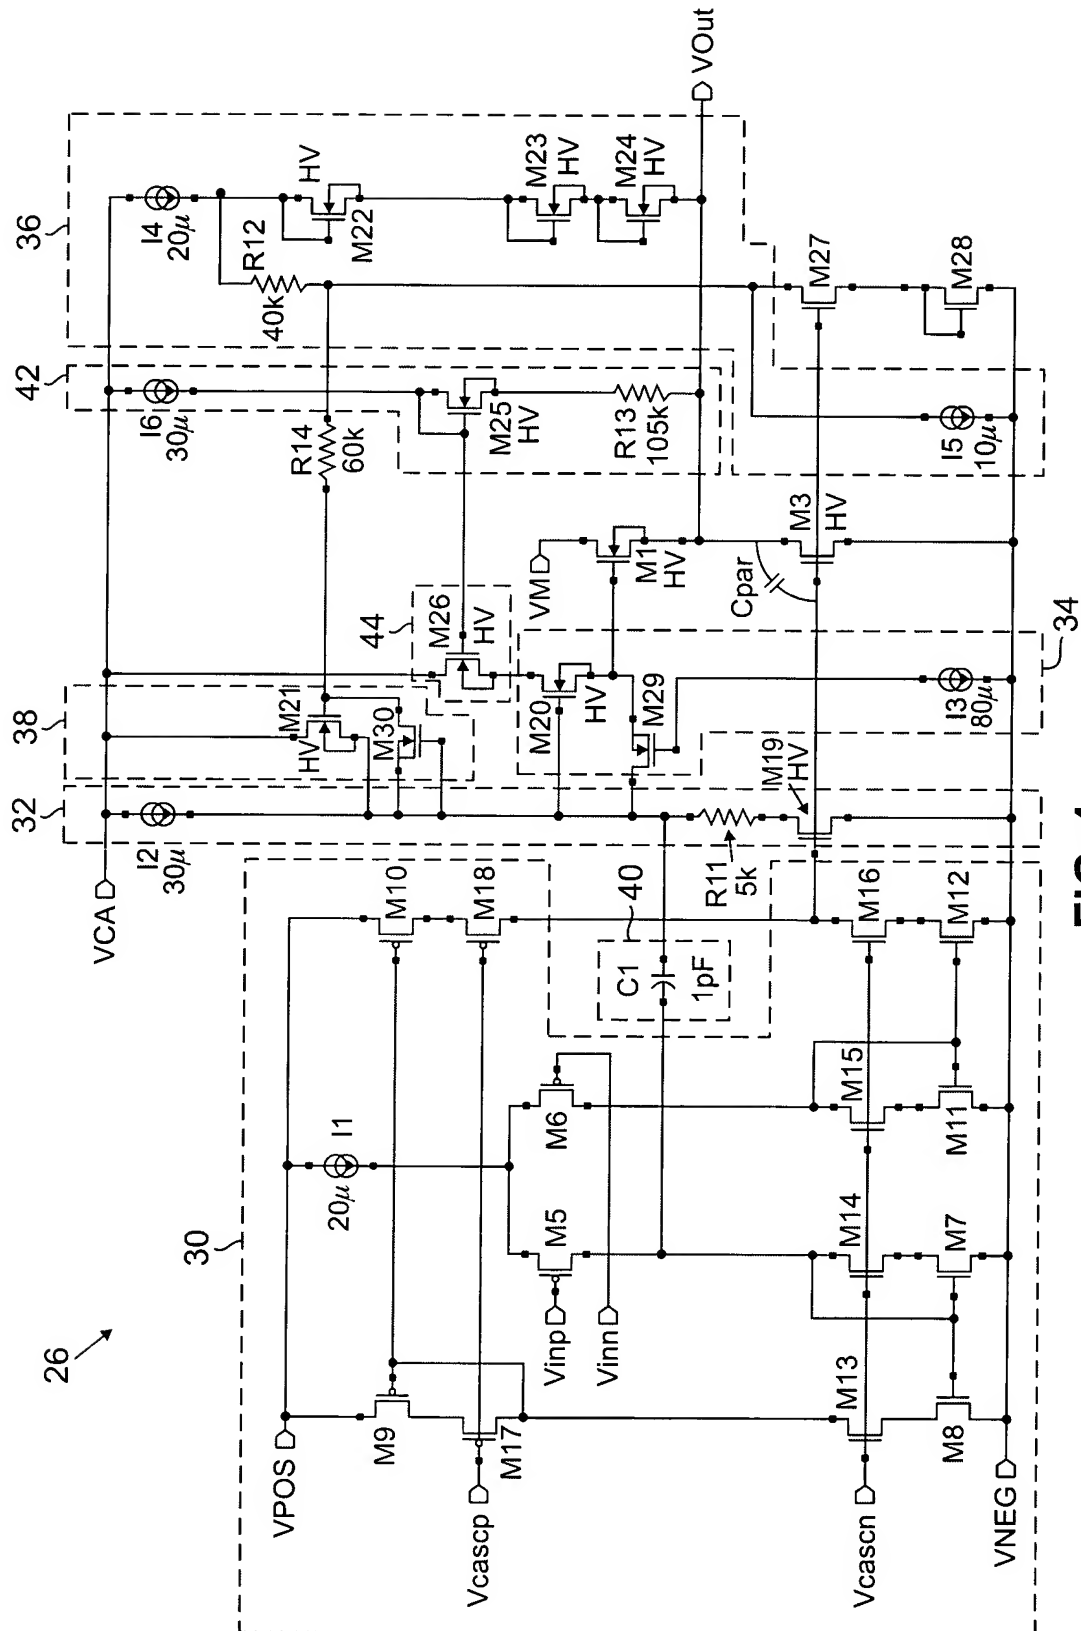 36
42
44
38
32
30
26
40
34
VCA
VPOS
I2
30µ
I6
30µ
I4
20µ
R12
40k
HV
M22
M23
HV
M24
HV
VOut
R14
60k
M25
HV
R13
105k
M26
HV
M21
HV
M30
M20
HV
M29
VM
M1
HV
Cpar
M3
HV
M27
M28
I5
10µ
I3
80µ
M19
HV
R11
5k
C1
1pF
M10
M18
M16
M12
I1
20µ
M6
M5
M15
M11
M14
M7
M9
M17
M13
M8
Vinp
Vinn
Vcascp
Vcascn
VNEG